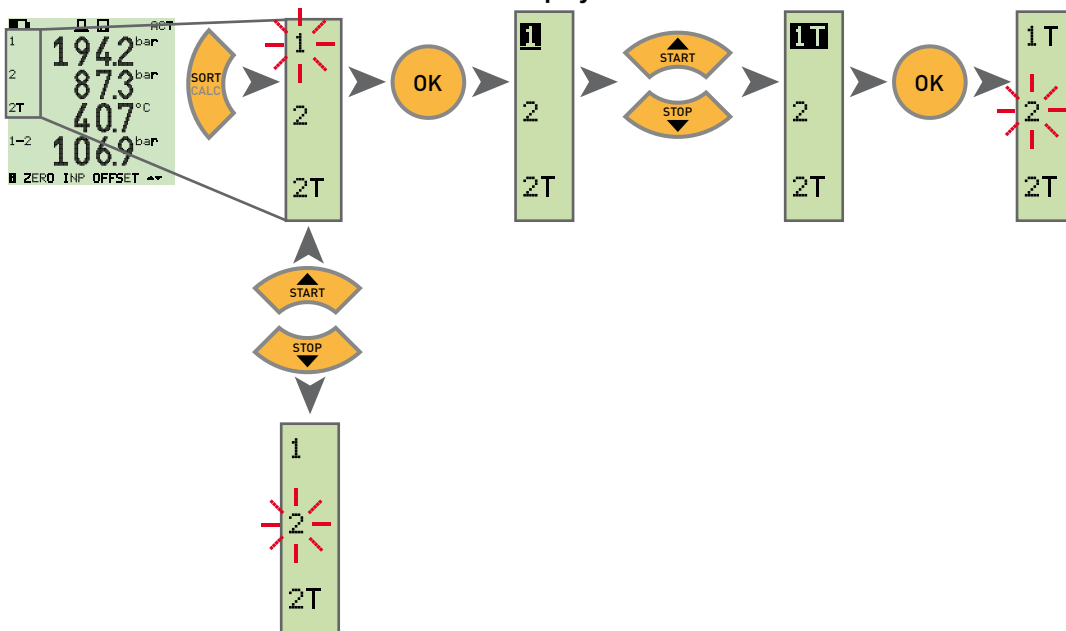 ACT
1 194.2 bar
2 87.3 bar
2T 40.7 °C
1-2 106.9 bar
ZERO INP OFFSET
SORT
CALC
1
2
2T
OK
1
2
2T
START
STOP
1T
2
2T
OK
1T
2
2T
START
STOP
1
2
2T